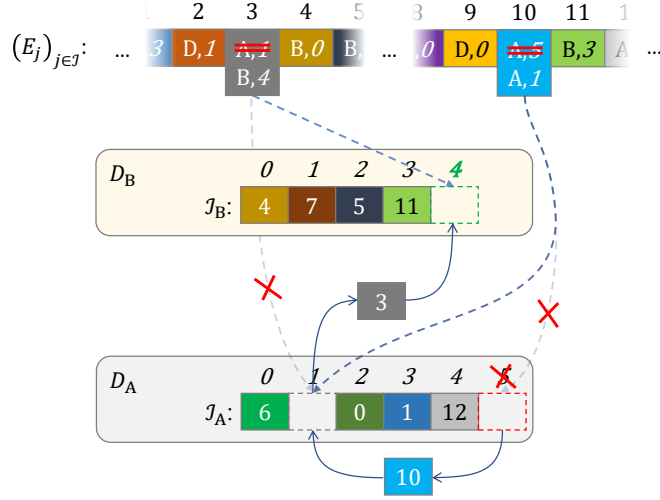 2 3 4 5 8 9 10 11 1
(E_j)_{j∈𝒥}: ... 3 D,1 A,1 B,0 B, ... ,0 D,0 A,5 B,3 A ...
B,4 A,1
D_B 0 1 2 3 4
𝒥_B: 4 7 5 11
3
D_A 0 1 2 3 4 5
𝒥_A: 6 0 1 12
10